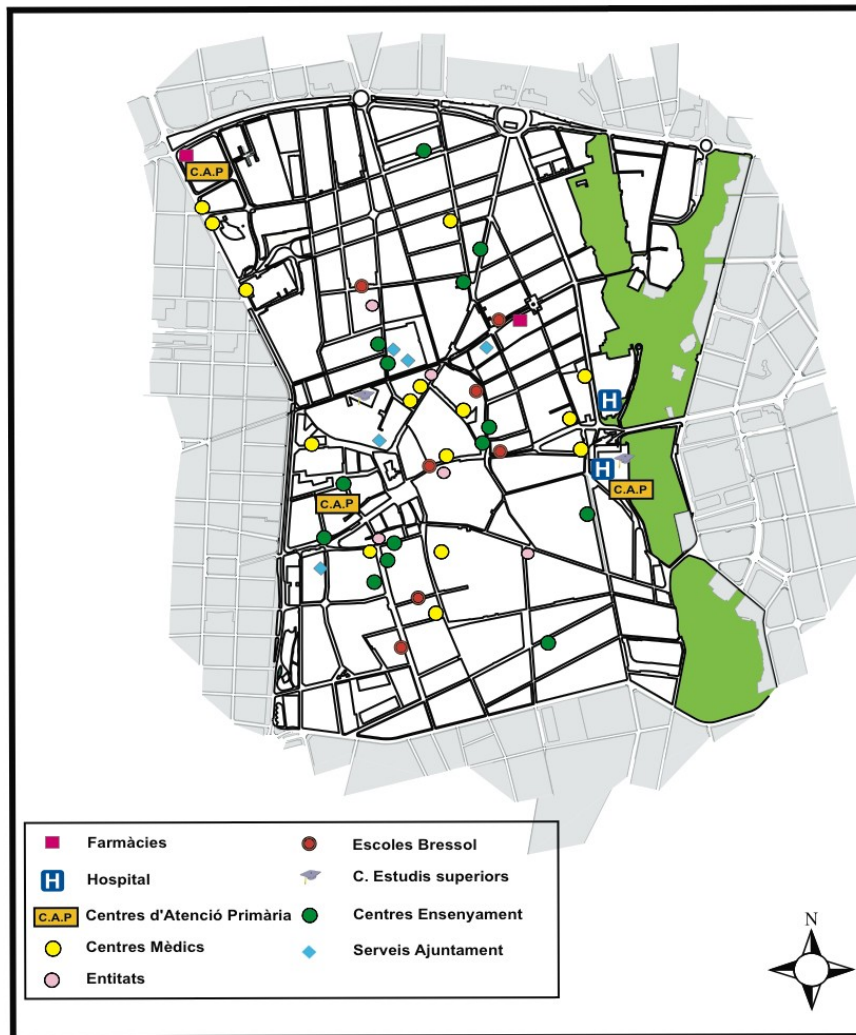 C.A.P
H
H
C.A.P
C.A.P
Farmàcies
Escoles Bressol
H
Hospital
C. Estudis superiors
C.A.P
Centres d'Atenció Primària
Centres Ensenyament
Centres Mèdics
Serveis Ajuntament
Entitats
N